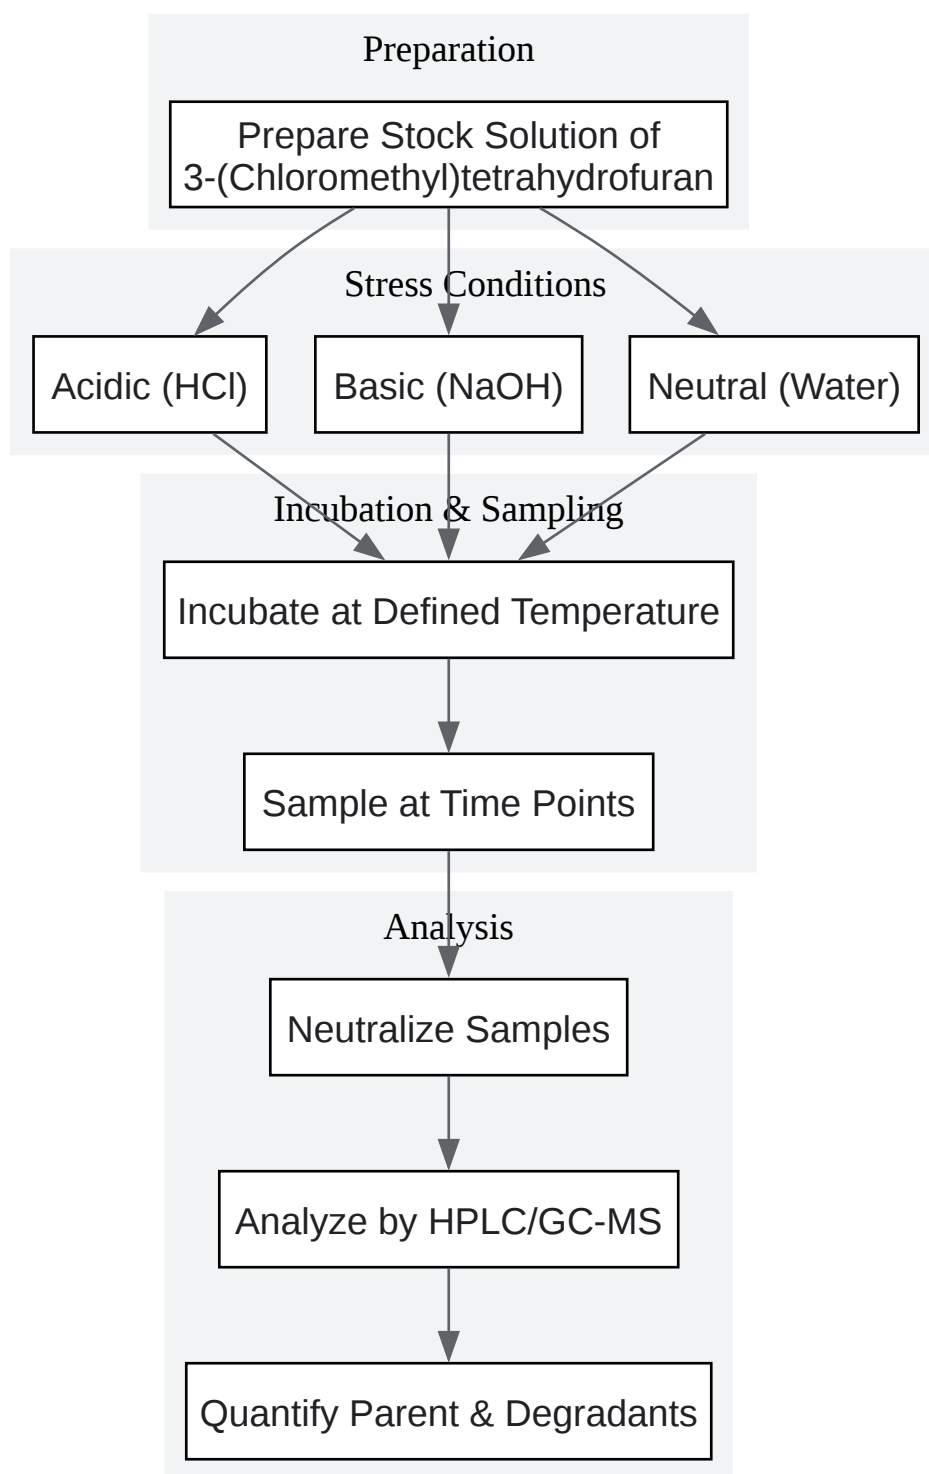 Preparation
Prepare Stock Solution of
3-(Chloromethyl)tetrahydrofuran
Stress Conditions
Acidic (HCl)
Basic (NaOH)
Neutral (Water)
Incubation & Sampling
Incubate at Defined Temperature
Sample at Time Points
Analysis
Neutralize Samples
Analyze by HPLC/GC-MS
Quantify Parent & Degradants